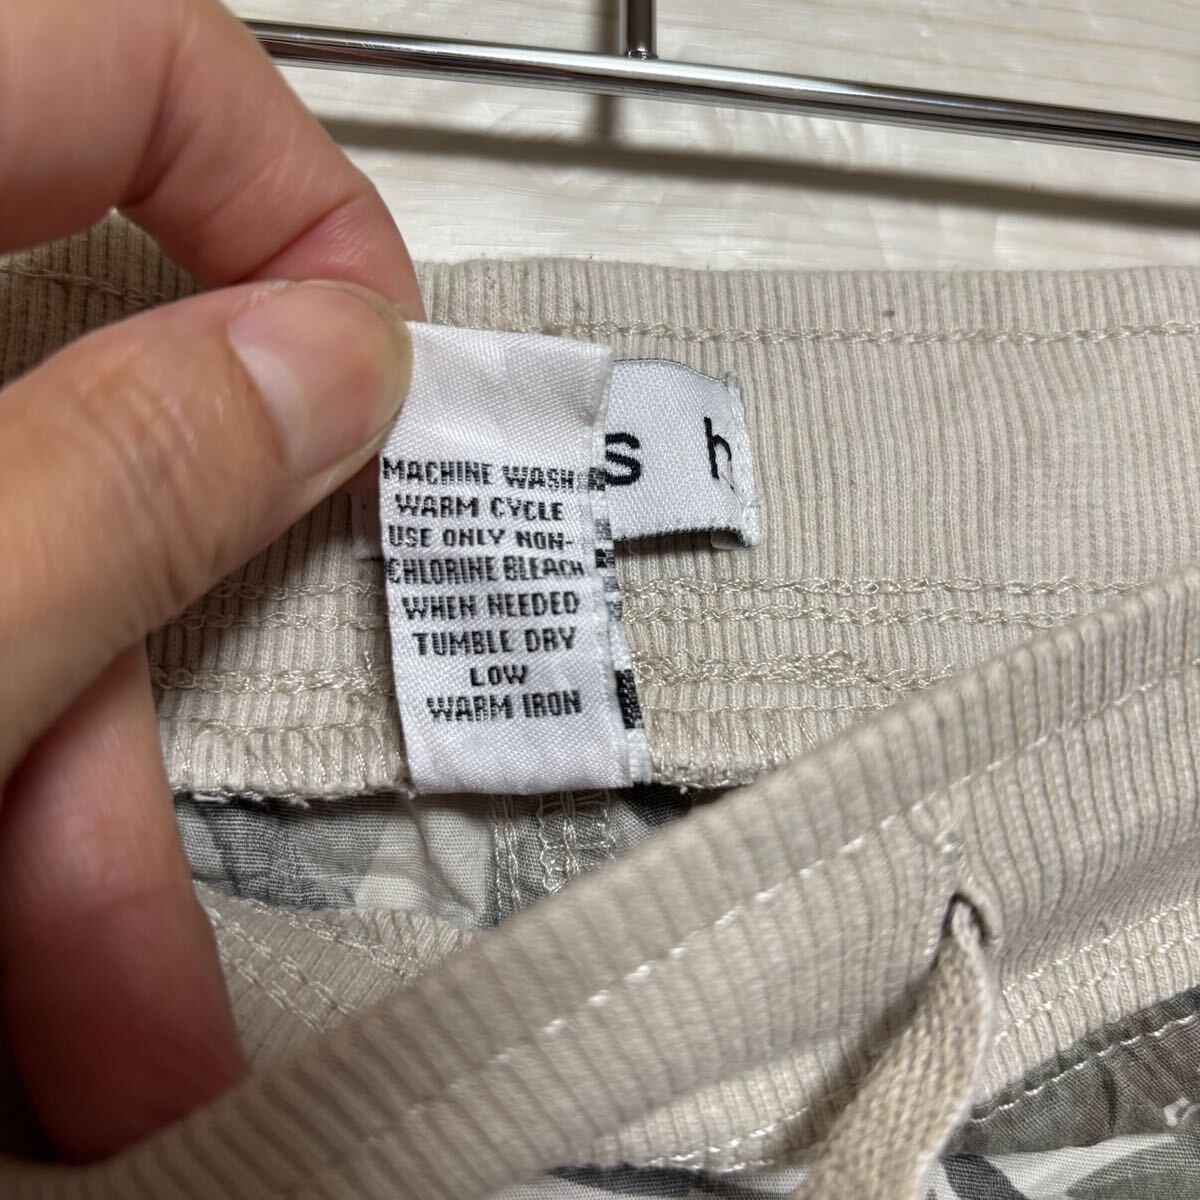 s h
MACHINE WASH
WARM CYCLE
USE ONLY NON-
CHLORINE BLEACH
WHEN NEEDED
TUMBLE DRY
LOW
WARM IRON